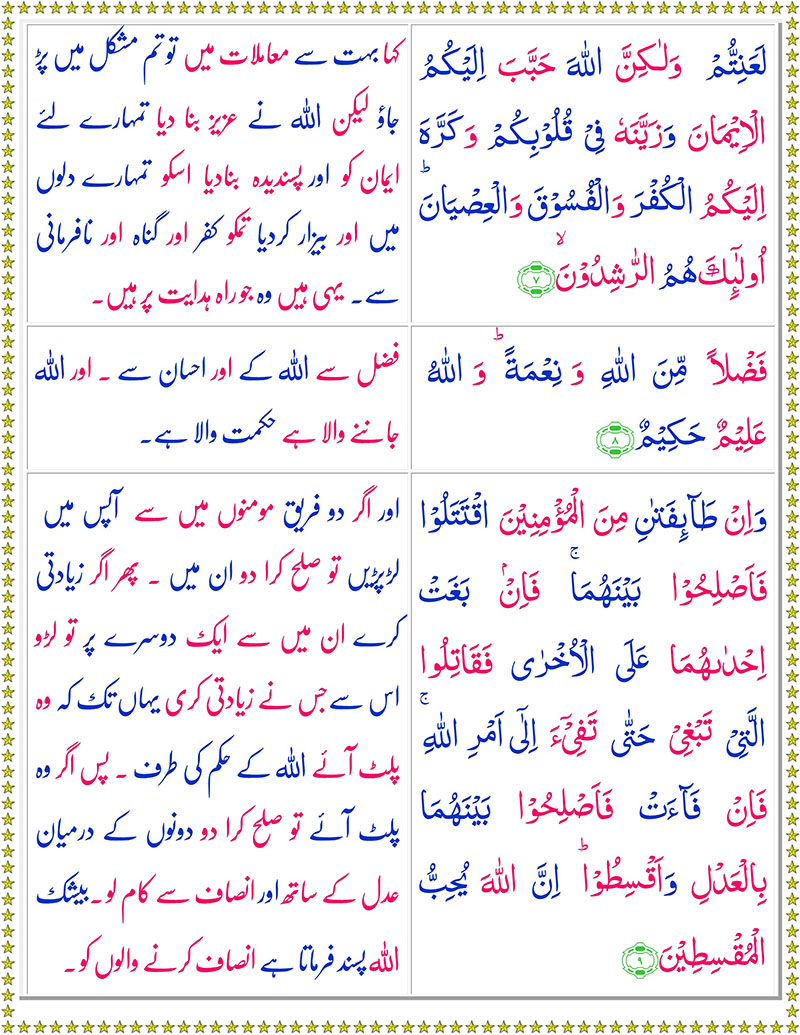 لَعَنِتُّمْ وَلٰـكِنَّ اللّٰهَ حَبَّبَ اِلَيْكُمُ
الْاِيْمَانَ وَزَيَّنَهٗ فِىْ قُلُوْبِكُمْ وَكَرَّهَ
اِلَيْكُمُ الْكُفْرَ وَالْفُسُوْقَ وَالْعِصْيَانَؕ
اُولٰٓٮِٕكَ هُمُ الرّٰشِدُوْنَۙ ﴿۷﴾
کہا بہت سے معاملات میں تو تم مشکل میں پڑ
جاؤ لیکن اللہ نے عزیز بنا دیا تمہارے لئے
ایمان کو اور پسندیدہ بنادیا اسکو تمہارے دلوں
میں اور بیزار کردیا تمکو کفر اور گناہ اور نافرمانی
سے۔ یہی ہیں وہ جو راہ ہدایت پر ہیں۔
فَضْلاً مِّنَ اللّٰهِ وَ نِعْمَةً ؕ وَ اللّٰهُ
عَلِيْمٌ حَكِيْمٌ ﴿۸﴾
فضل سے اللہ کے اور احسان سے ۔ اور اللہ
جاننے والا ہے حکمت والا ہے۔
وَاِنْ طَآٮِٕفَتٰنِ مِنَ الْمُؤْمِنِيْنَ اقْتَتَلُوْا
فَاَصْلِحُوْا بَيْنَهُمَا ۚ فَاِنْۢ بَغَتْ
اِحْدٰٮهُمَا عَلَى الْاُخْرٰى فَقَاتِلُوا
الَّتِىْ تَبْغِىْ حَتّٰى تَفِىْٓءَ اِلٰٓى اَمْرِ اللّٰهِ ۚ
فَاِنْ فَآءَتْ فَاَصْلِحُوْا بَيْنَهُمَا
بِالْعَدْلِ وَاَقْسِطُوْا ؕ اِنَّ اللّٰهَ يُحِبُّ
الْمُقْسِطِيْنَ ﴿۹﴾
اور اگر دو فریق مومنوں میں سے آپس میں
لڑپڑیں تو صلح کرا دو ان میں ۔ پھر اگر زیادتی
کرے ان میں سے ایک دوسرے پر تو لڑو
اس سے جس نے زیادتی کری یہاں تک کہ وہ
پلٹ آئے اللہ کے حکم کی طرف ۔ پس اگر وہ
پلٹ آئے تو صلح کرا دو دونوں کے درمیان
عدل کے ساتھ اور انصاف سے کام لو۔ بیشک
اللہ پسند فرماتا ہے انصاف کرنے والوں کو۔